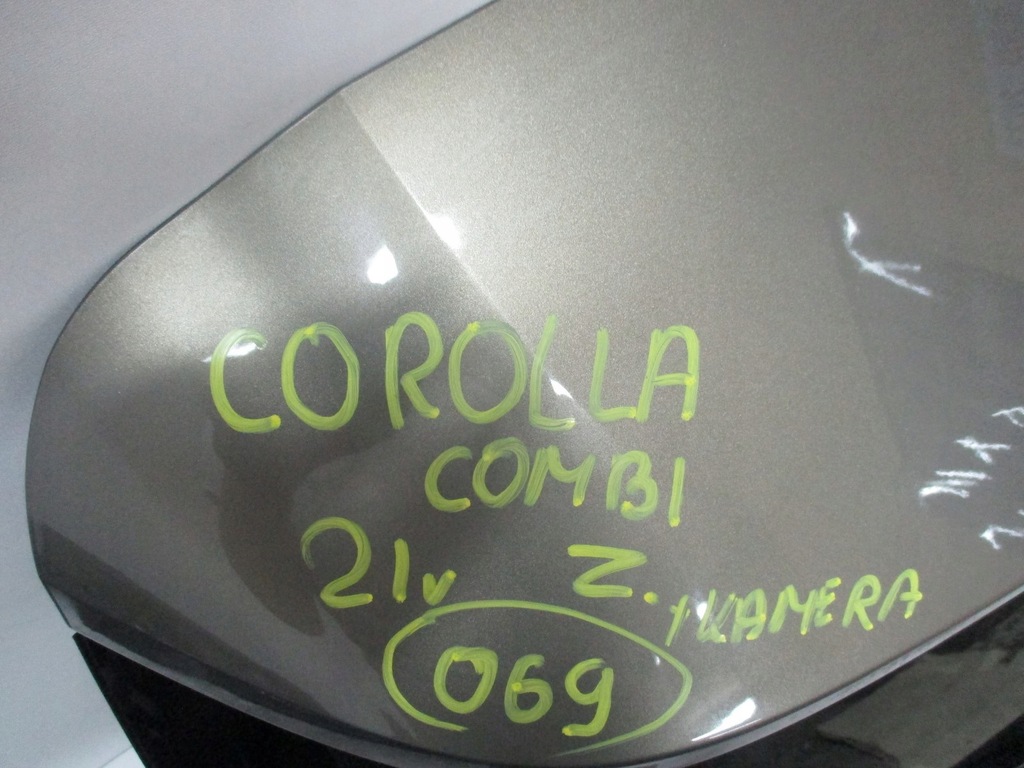 COROLLA
COMBI
21v Z. +KAMERA
069